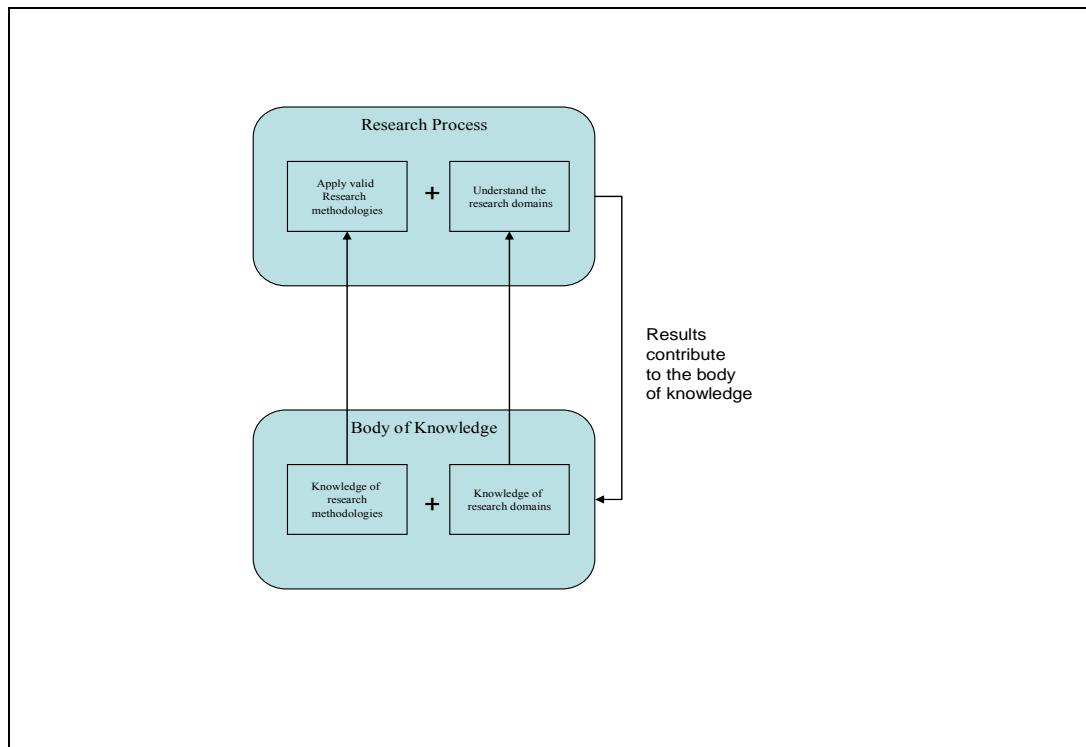 Research Process
Apply valid
Research
methodologies
+
Understand the
research domains
Results
contribute
to the body
of knowledge
Body of Knowledge
Knowledge of
research
methodologies
+
Knowledge of
research domains